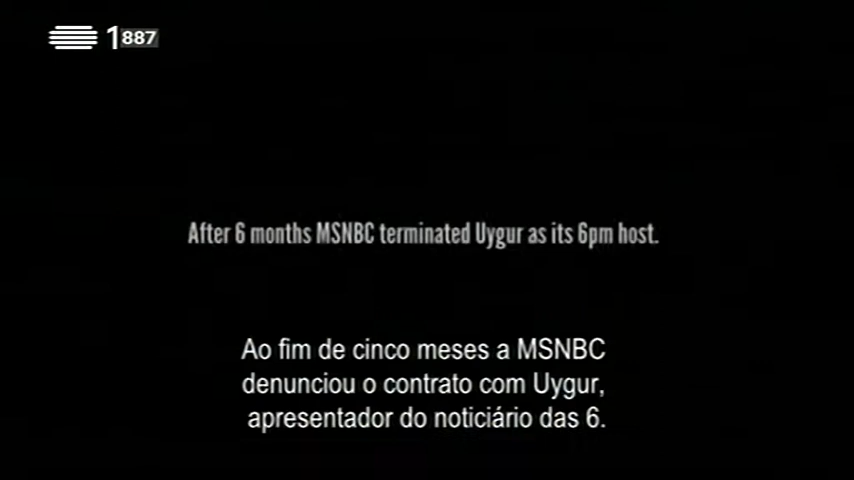 1 887
After 6 months MSNBC terminated Uygur as its 6pm host.
Ao fim de cinco meses a MSNBC
denunciou o contrato com Uygur,
apresentador do noticiário das 6.